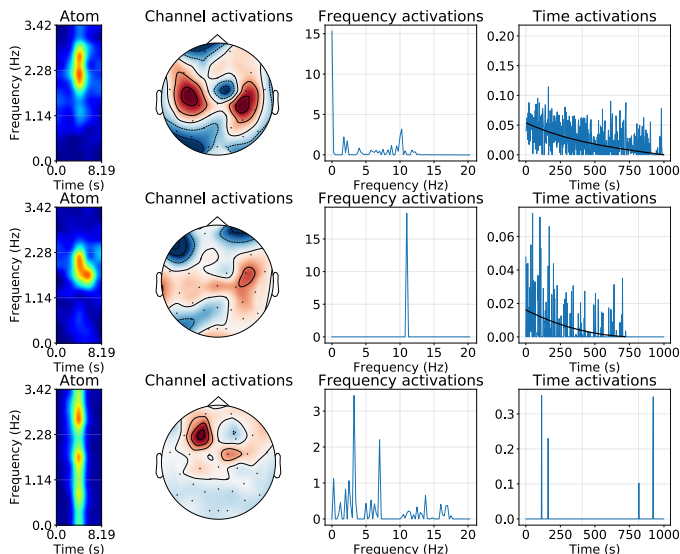 Atom Channel activations Frequency activations Time activations
3.42
2.28
1.14
0.0
Frequency (Hz)
0.0 8.19
Time (s)
15
10
5
0
0 5 10 15 20
Frequency (Hz)
0.20
0.15
0.10
0.05
0.00
0 250 500 750 1000
Time (s)
Atom Channel activations Frequency activations Time activations
3.42
2.28
1.14
0.0
Frequency (Hz)
0.0 8.19
Time (s)
15
10
5
0
0 5 10 15 20
Frequency (Hz)
0.06
0.04
0.02
0.00
0 250 500 750 1000
Time (s)
Atom Channel activations Frequency activations Time activations
3.42
2.28
1.14
0.0
Frequency (Hz)
0.0 8.19
Time (s)
3
2
1
0
0 5 10 15 20
Frequency (Hz)
0.3
0.2
0.1
0.0
0 250 500 750 1000
Time (s)